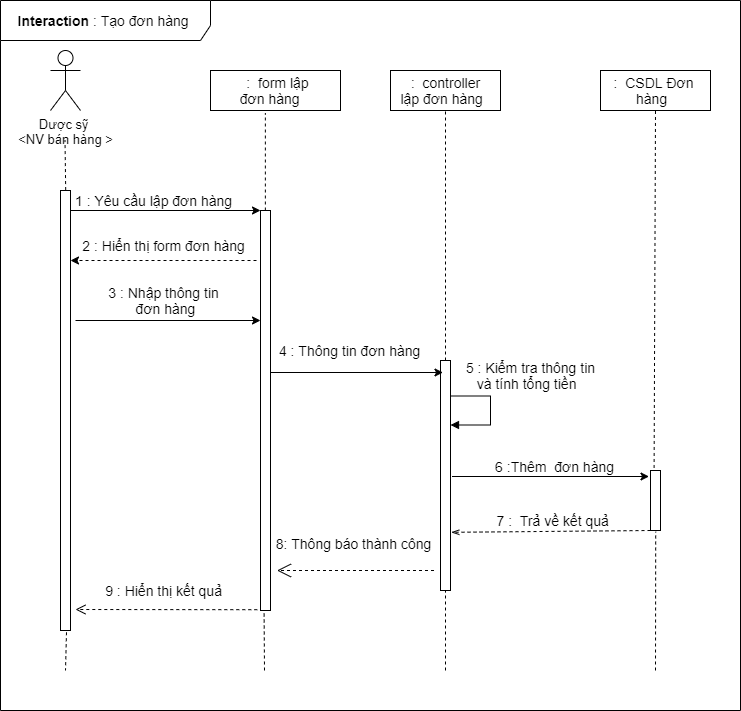 Interaction : Tạo đơn hàng
Dược sỹ
<NV bán hàng >
: form lập
đơn hàng
: controller
lập đơn hàng
: CSDL Đơn
hàng
1 : Yêu cầu lập đơn hàng
2 : Hiển thị form đơn hàng
3 : Nhập thông tin
đơn hàng
4 : Thông tin đơn hàng
5 : Kiểm tra thông tin
và tính tổng tiền
6 :Thêm đơn hàng
7 : Trả về kết quả
8: Thông báo thành công
9 : Hiển thị kết quả